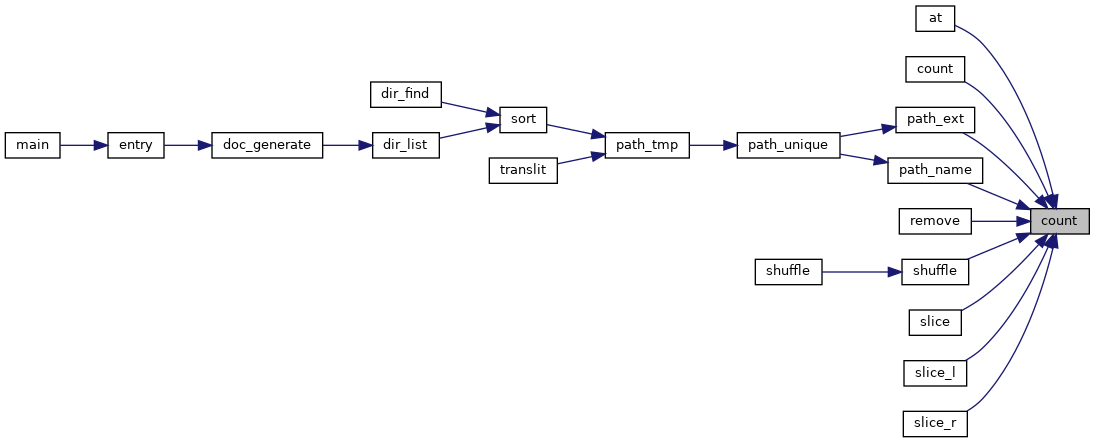 at
count
dir_find
sort
path_ext
main
entry
doc_generate
dir_list
path_tmp
path_unique
translit
path_name
remove
count
shuffle
shuffle
slice
slice_l
slice_r